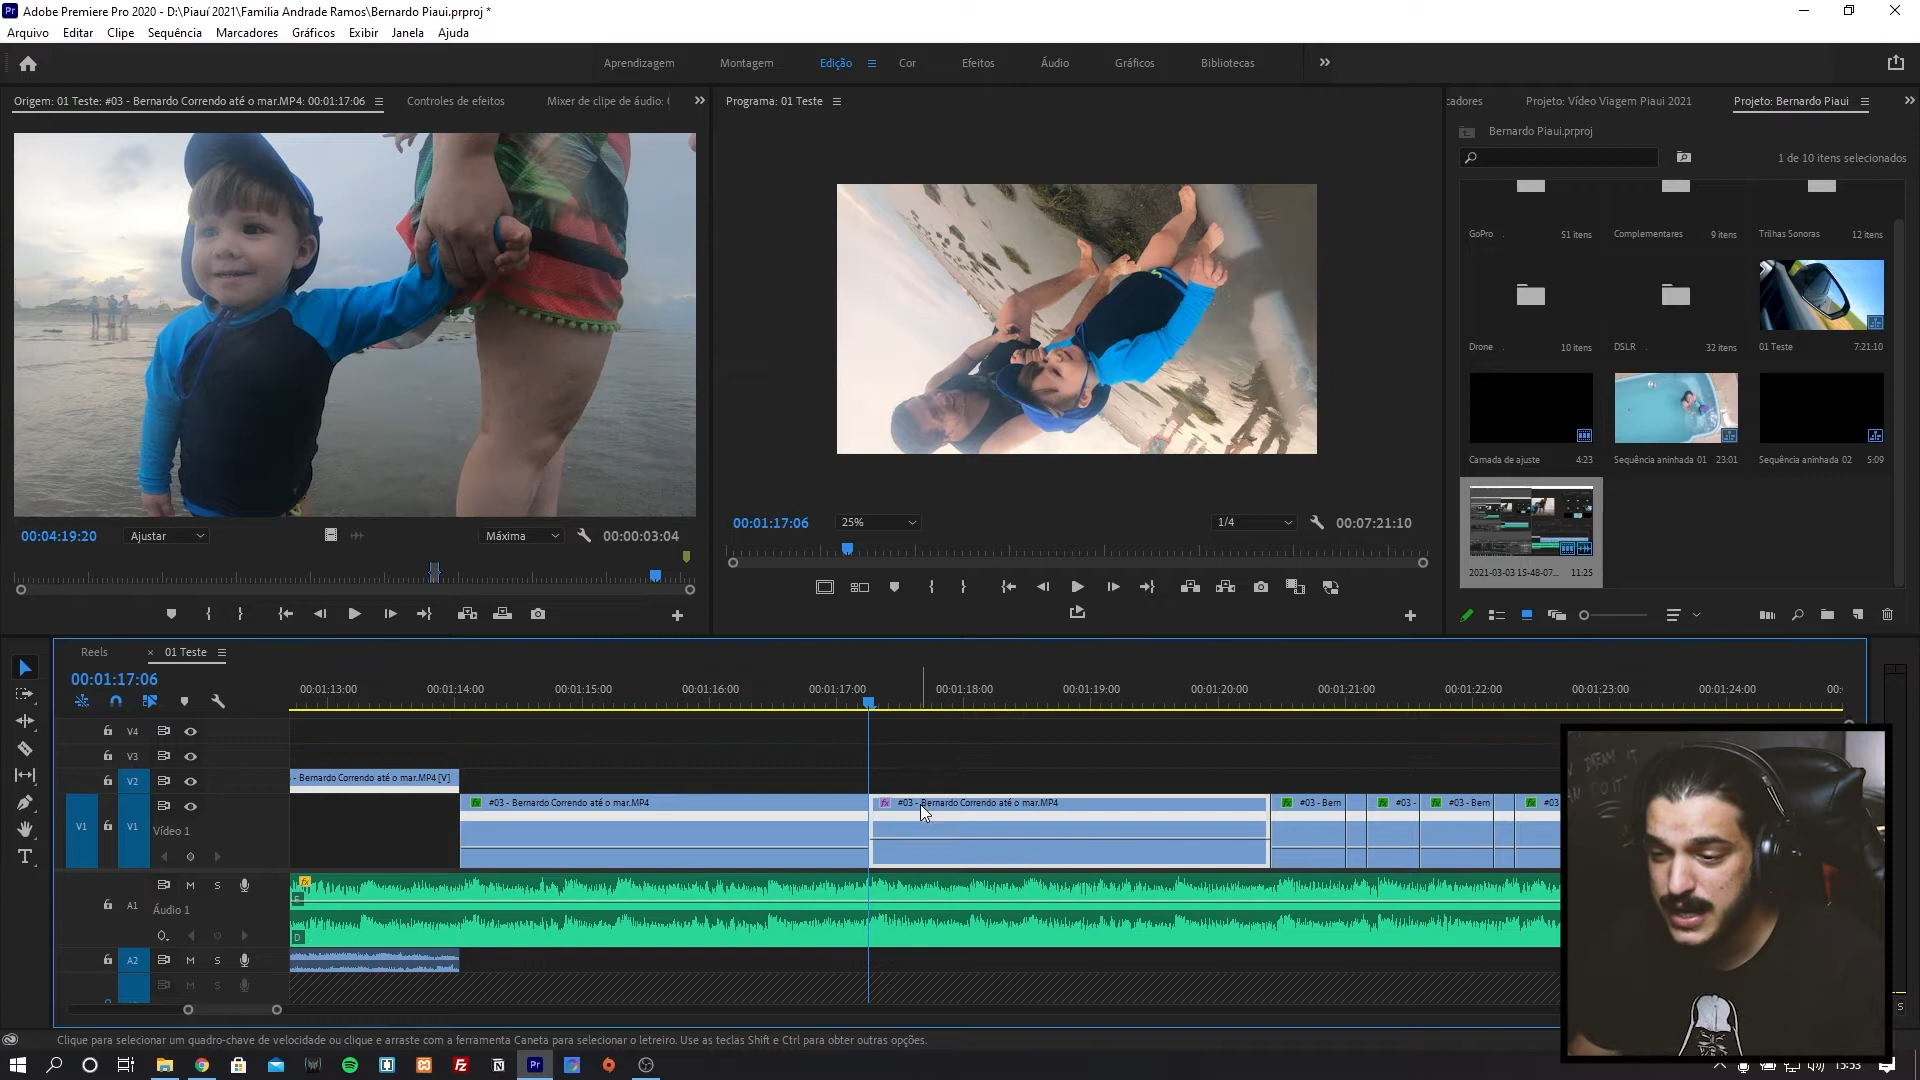 Adobe Premiere Pro 2020 - D:\Piauí 2021\Familia Andrade Ramos\Bernardo Piaui.prproj *
Arquivo Editar Clipe Sequência Marcadores Gráficos Exibir Janela Ajuda
Aprendizagem Montagem Edição Cor Efeitos Áudio Gráficos Bibliotecas
Origem: 01 Teste: #03 - Bernardo Correndo até o mar.MP4: 00:01:17:06 Controles de efeitos Mixer de clipe de áudio:
Programa: 01 Teste
cadores Projeto: Vídeo Viagem Piaui 2021 Projeto: Bernardo Piaui
Bernardo Piaui.prproj
1 de 10 itens selecionados
GoPro . 51 itens Complementares 9 itens Trilhas Sonoras 12 itens
Drone . 10 itens DSLR . 32 itens 01 Teste 7:21:10
Camada de ajuste 4:23 Sequência aninhada 01 23:01 Sequência aninhada 02 5:09
2021-03-03 15-48-07... 11:25
00:04:19:20 Ajustar Máxima 00:00:03:04
00:01:17:06 25% 1/4 00:07:21:10
Reels × 01 Teste
00:01:17:06
00:01:13:00 00:01:14:00 00:01:15:00 00:01:16:00 00:01:17:00 00:01:18:00 00:01:19:00 00:01:20:00 00:01:21:00 00:01:22:00 00:01:23:00 00:01:24:00 00:
V4
V3
V2 - Bernardo Correndo até o mar.MP4 [V]
V1 V1 fx #03 - Bernardo Correndo até o mar.MP4 fx #03 - Bernardo Correndo até o mar.MP4 fx #03 - Bern fx #03 - fx #03 - Bern fx #03
Vídeo 1
A1 M S fx E
Áudio 1
D
A2 M S
M S
S
Clique para selecionar um quadro-chave de velocidade ou clique e arraste com a ferramenta Caneta para selecionar o letreiro. Use as teclas Shift e Ctrl para obter outras opções.
15:53